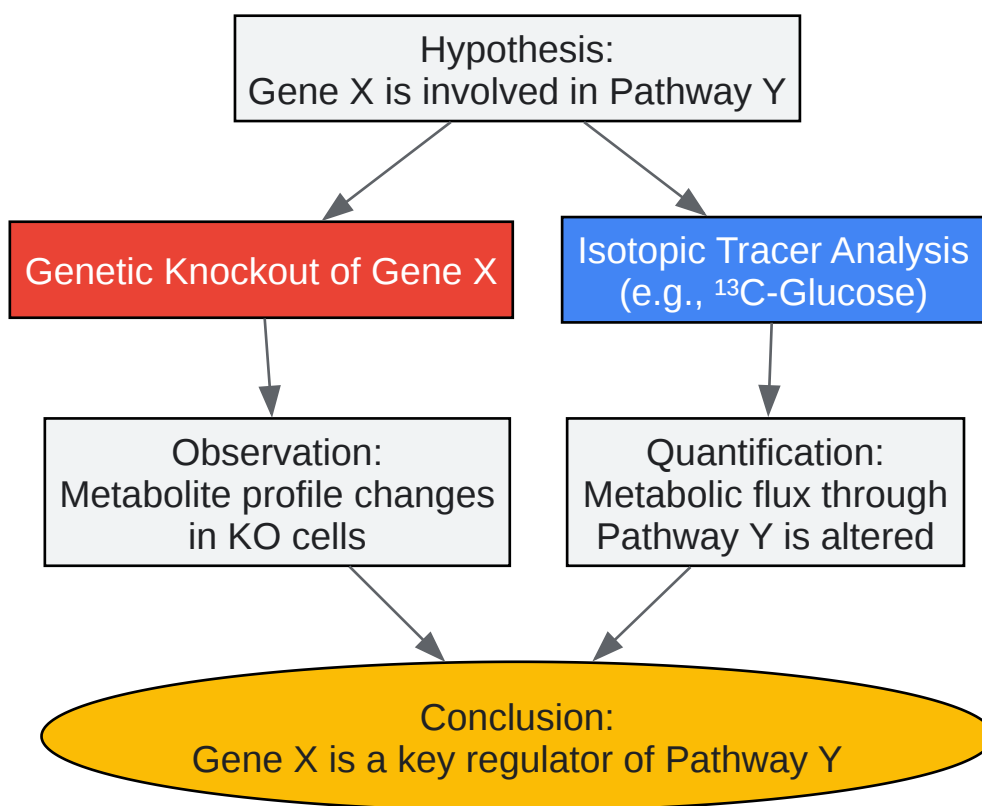 Hypothesis:
Gene X is involved in Pathway Y
Genetic Knockout of Gene X
Isotopic Tracer Analysis
(e.g., ¹³C-Glucose)
Observation:
Metabolite profile changes
in KO cells
Quantification:
Metabolic flux through
Pathway Y is altered
Conclusion:
Gene X is a key regulator of Pathway Y